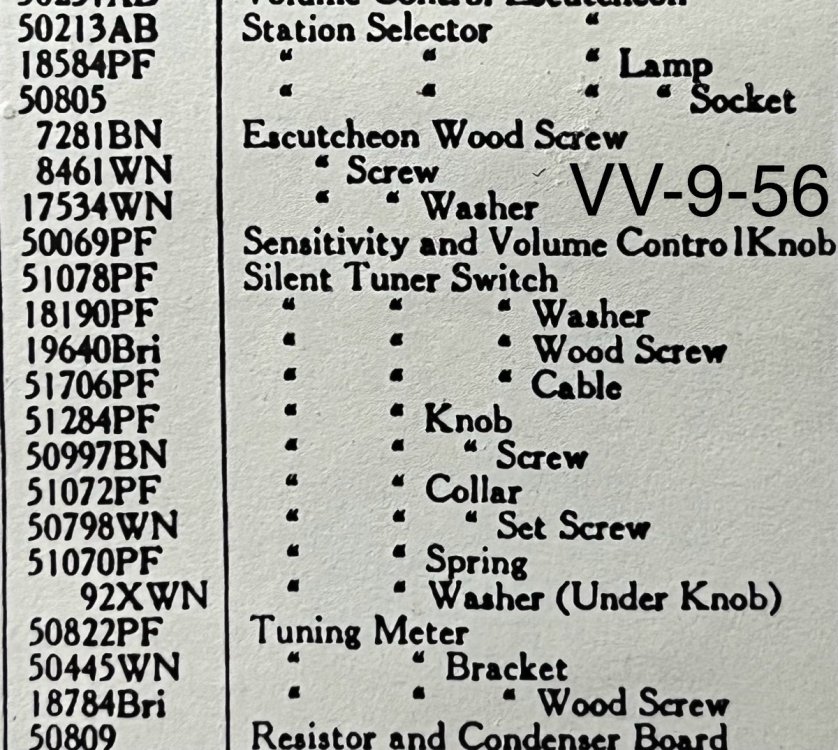 50213AB Station Selector "
18584PF " " " Lamp
50805 " " " " Socket
7281BN Escutcheon Wood Screw
8461WN " Screw
VV-9-56
17534WN " " Washer
50069PF Sensitivity and Volume Control Knob
51078PF Silent Tuner Switch
18190PF " " " Washer
19640Bri " " " Wood Screw
51706PF " " " Cable
51284PF " " Knob
50997BN " " " Screw
51072PF " " Collar
50798WN " " " Set Screw
51070PF " " Spring
92XWN " " Washer (Under Knob)
50822PF Tuning Meter
50445WN " " Bracket
18784Bri " " " Wood Screw
50809 Resistor and Condenser Board